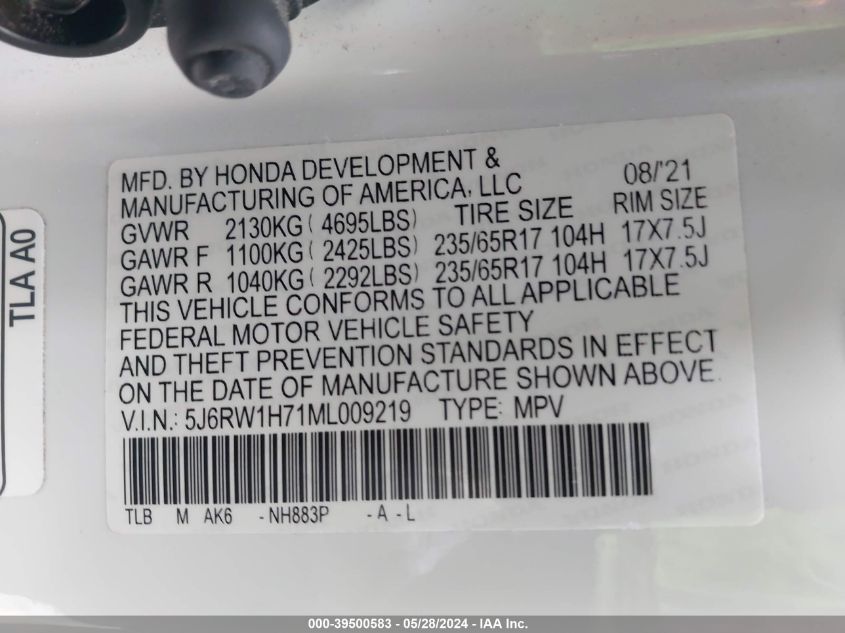 MFD. BY HONDA DEVELOPMENT &
MANUFACTURING OF AMERICA, LLC 08/'21
GVWR 2130KG( 4695LBS) TIRE SIZE RIM SIZE
GAWR F 1100KG( 2425LBS) 235/65R17 104H 17X7.5J
GAWR R 1040KG( 2292LBS) 235/65R17 104H 17X7.5J
THIS VEHICLE CONFORMS TO ALL APPLICABLE
FEDERAL MOTOR VEHICLE SAFETY
AND THEFT PREVENTION STANDARDS IN EFFECT
ON THE DATE OF MANUFACTURE SHOWN ABOVE.
V.I.N.: 5J6RW1H71ML009219 TYPE: MPV
TLB M AK6 -NH883P -A -L
TLA A0
000-39500583 - 05/28/2024 - IAA Inc.